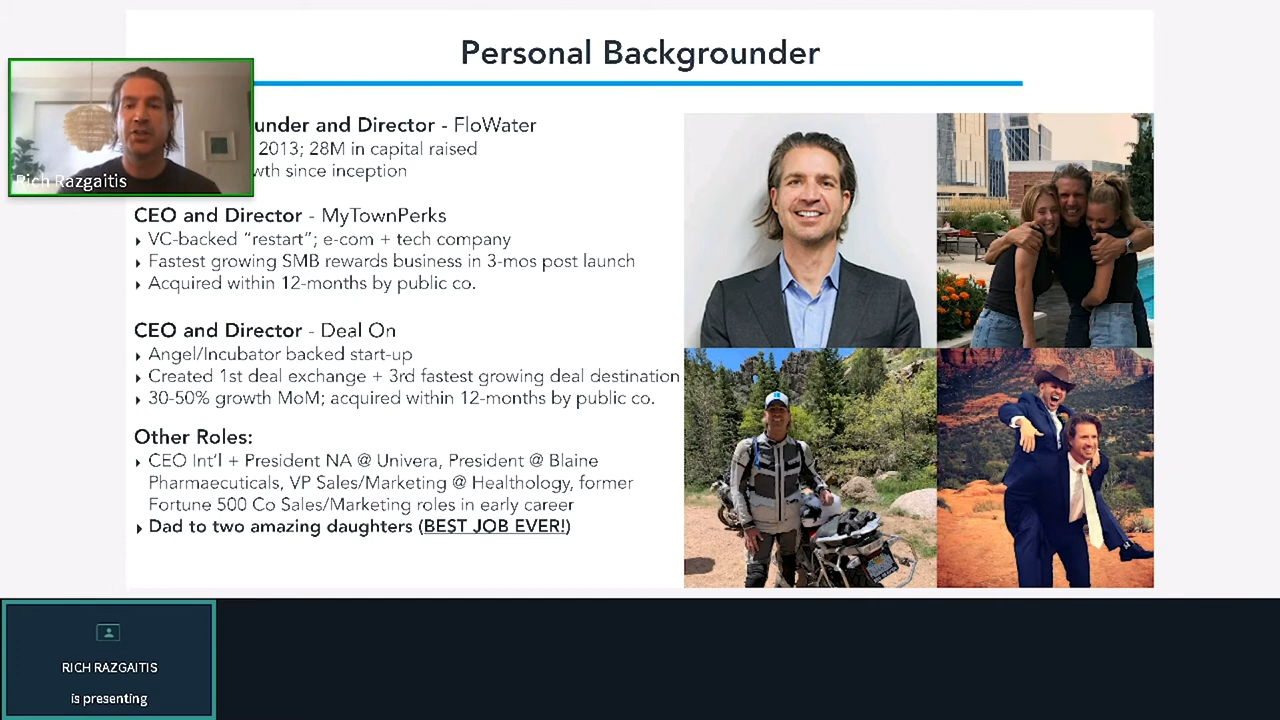 Personal Backgrounder
Rich Razgaitis
under and Director - FloWater
2013; 28M in capital raised
wth since inception
CEO and Director - MyTownPerks
VC-backed “restart”; e-com + tech company
Fastest growing SMB rewards business in 3-mos post launch
Acquired within 12-months by public co.
CEO and Director - Deal On
Angel/Incubator backed start-up
Created 1st deal exchange + 3rd fastest growing deal destination
30-50% growth MoM; acquired within 12-months by public co.
Other Roles:
CEO Int’l + President NA @ Univera, President @ Blaine
Pharmaceuticals, VP Sales/Marketing @ Healthology, former
Fortune 500 Co Sales/Marketing roles in early career
Dad to two amazing daughters (BEST JOB EVER!)
RICH RAZGAITIS
is presenting